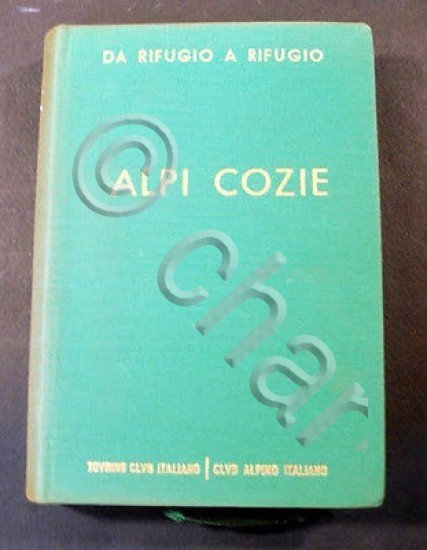 DA RIFUGIO A RIFUGIO
ALPI COZIE
@ char
TOVRING CLVB ITALIANO | CLVB ALPINO ITALIANO